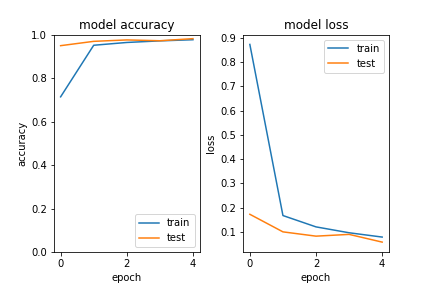 model accuracy
1.0
0.8
0.6
0.4
0.2
0.0
accuracy
0
2
4
epoch
train
test
model loss
0.9
0.8
0.7
0.6
0.5
0.4
0.3
0.2
0.1
loss
0
2
4
epoch
train
test